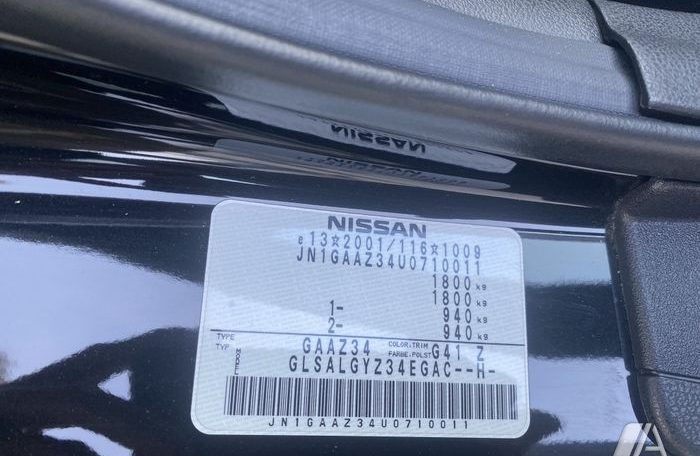 NISSAN
e13☆2001/116☆1009
JN1GAAZ34U0710011
1800 kg
1800 kg
1- 940 kg
2- 940 kg
TYPE
TYP GAAZ34 COLOR.TRIM FARBE.POLST G41 Z
MODEL GLSALGYZ34EGAC--H-
JN1GAAZ34U0710011